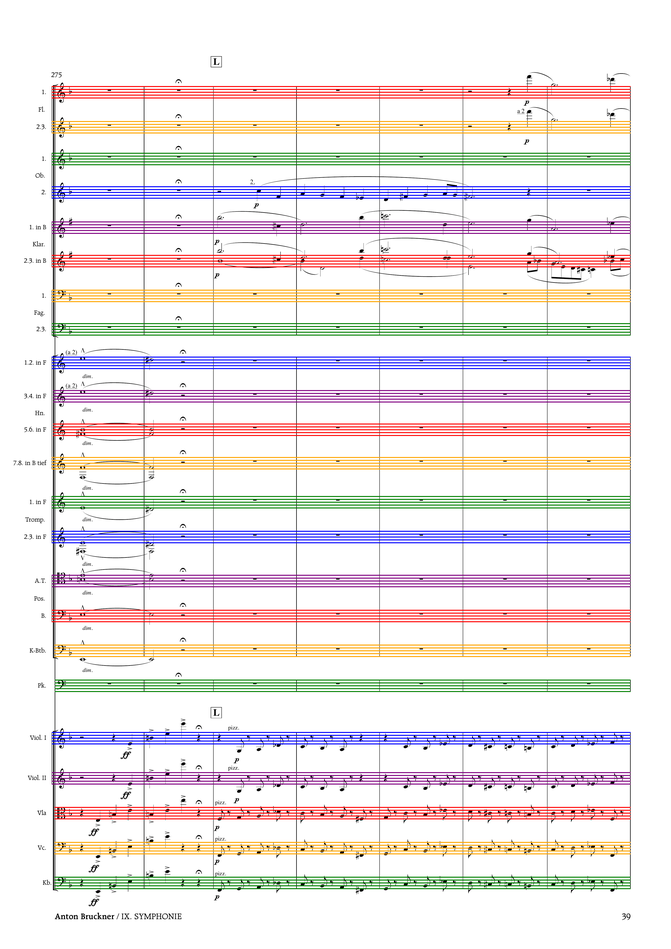 L
275
1.
p
Fl.
a 2
2.3.
p
1.
Ob.
2.
2.
p
1. in B
p
Klar.
2.3. in B
p
1.
Fag.
2.3.
(a 2)
1.2. in F
dim.
(a 2)
3.4. in F
dim.
Hn.
5.6. in F
dim.
7.8. in B tief
dim.
1. in F
dim.
Tromp.
2.3. in F
dim.
A.T.
dim.
Pos.
B.
dim.
K-Btb.
dim.
Pk.
L
pizz.
Viol. I
ff
p
pizz.
Viol. II
ff
p
pizz.
Vla
ff
p
pizz.
Vc.
ff
p
pizz.
Kb.
ff
p
Anton Bruckner / IX. SYMPHONIE
39